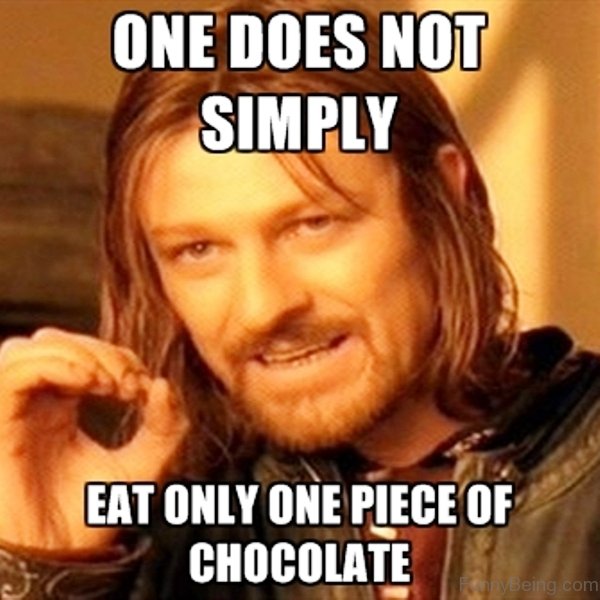 ONE DOES NOT
SIMPLY
EAT ONLY ONE PIECE OF
CHOCOLATE
FunnyBeing.com